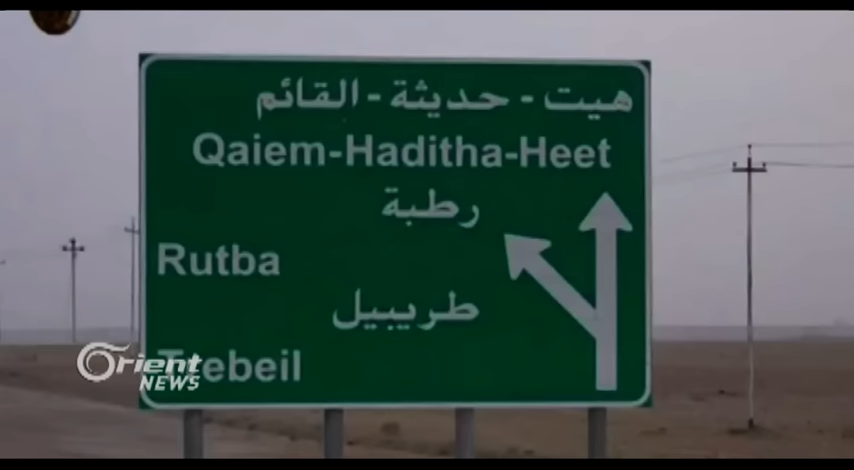 هيت - حديثة - القائم
Qaiem-Haditha-Heet
رطبة
Rutba
طريبيل
Trebeil
Orient
NEWS